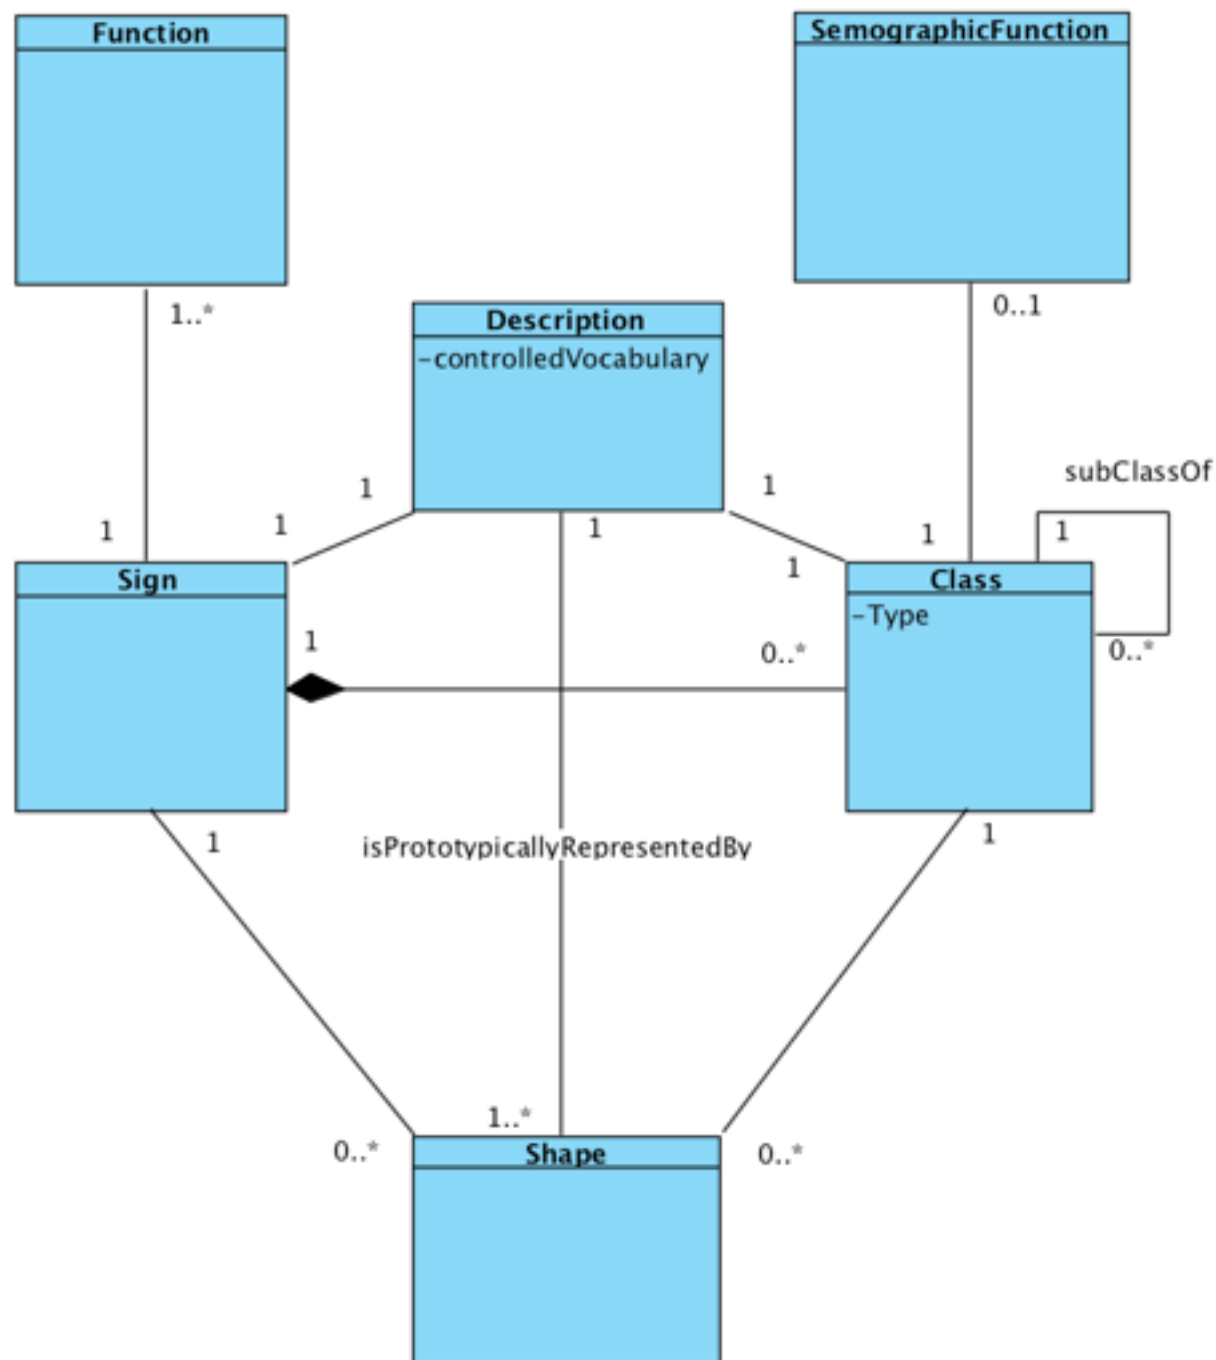 Function
SemographicFunction
1..*
0..1
Description
-controlledVocabulary
subClassOf
1
1
1
1
1
1
1
1
Sign
Class
-Type
1
0..*
0..*
1
1
isPrototypicallyRepresentedBy
1..*
0..*
0..*
Shape